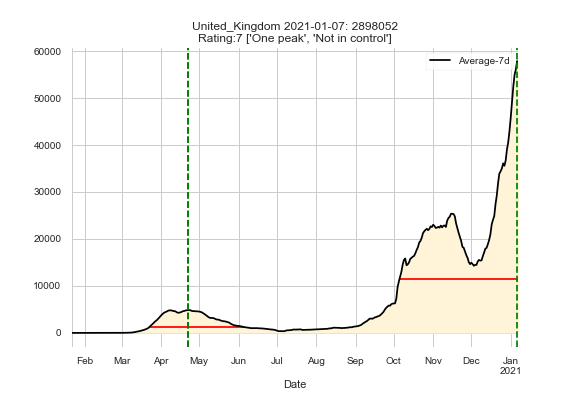 United_Kingdom 2021-01-07: 2898052
Rating:7 ['One peak', 'Not in control']
Average-7d
60000
50000
40000
30000
20000
10000
0
Feb Mar Apr May Jun Jul Aug Sep Oct Nov Dec Jan
2021
Date